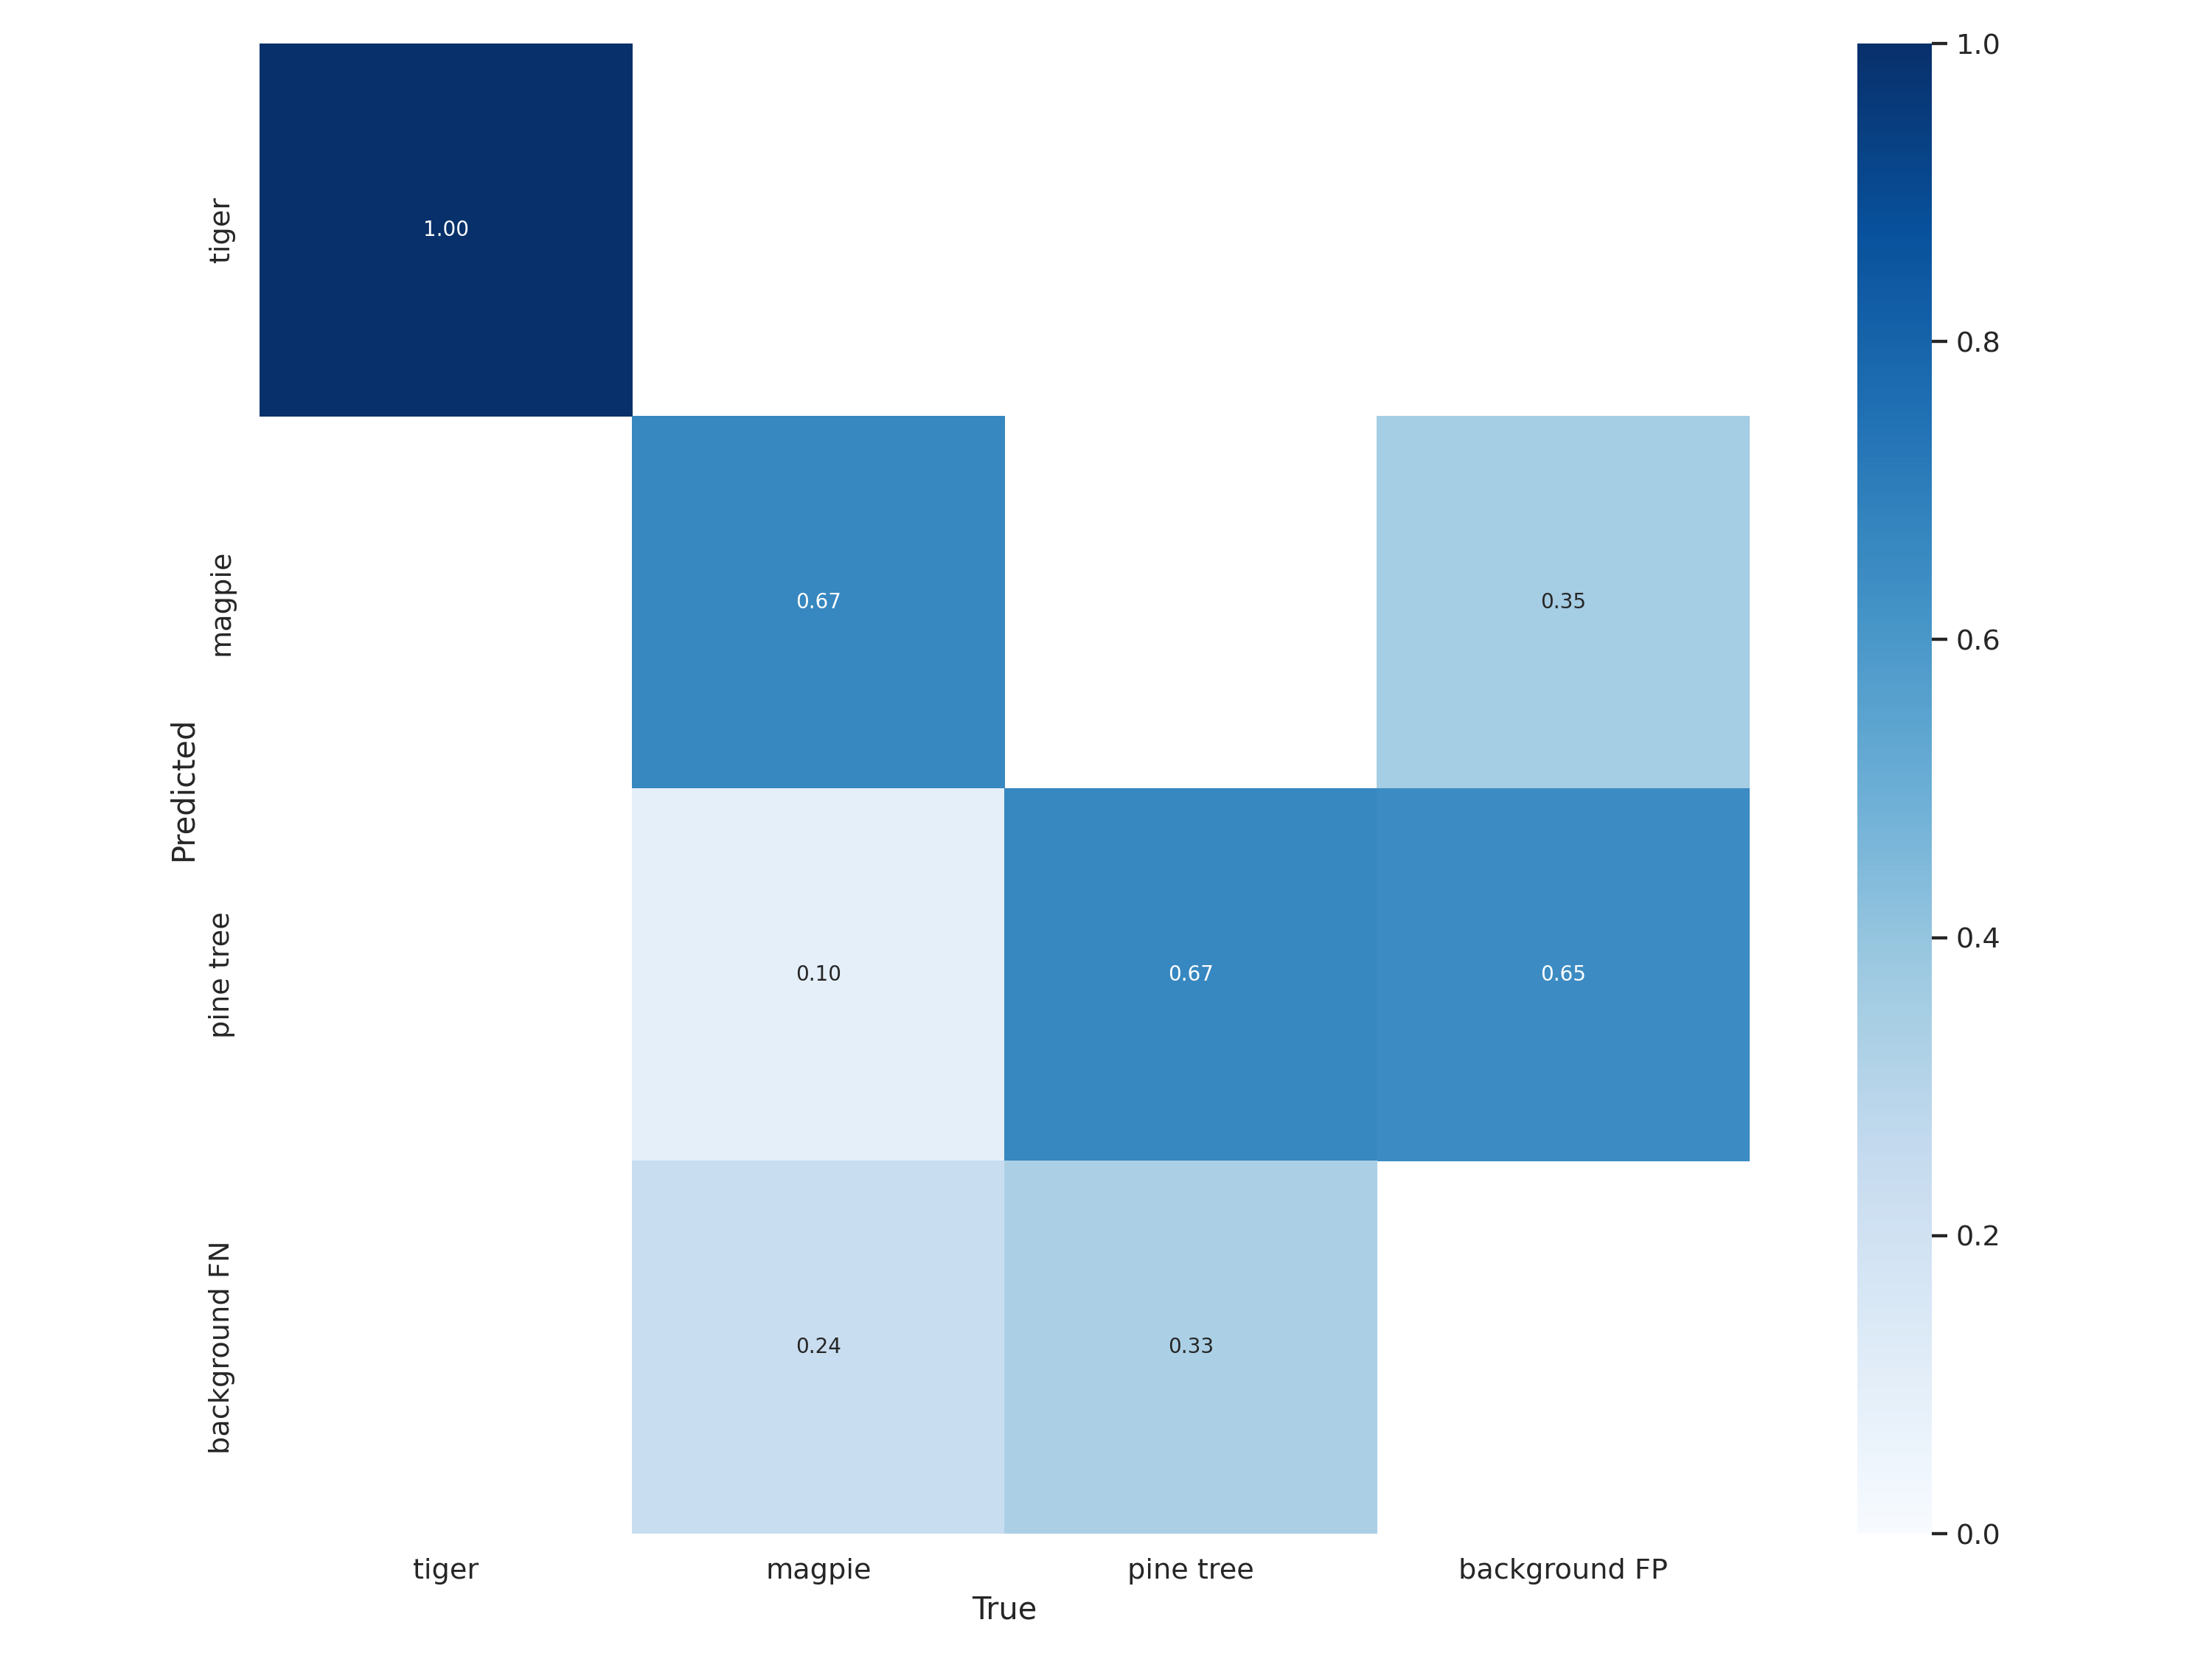 1.00
0.67
0.35
0.10
0.67
0.65
0.24
0.33
tiger
magpie
pine tree
background FN
Predicted
tiger
magpie
pine tree
background FP
True
1.0
0.8
0.6
0.4
0.2
0.0